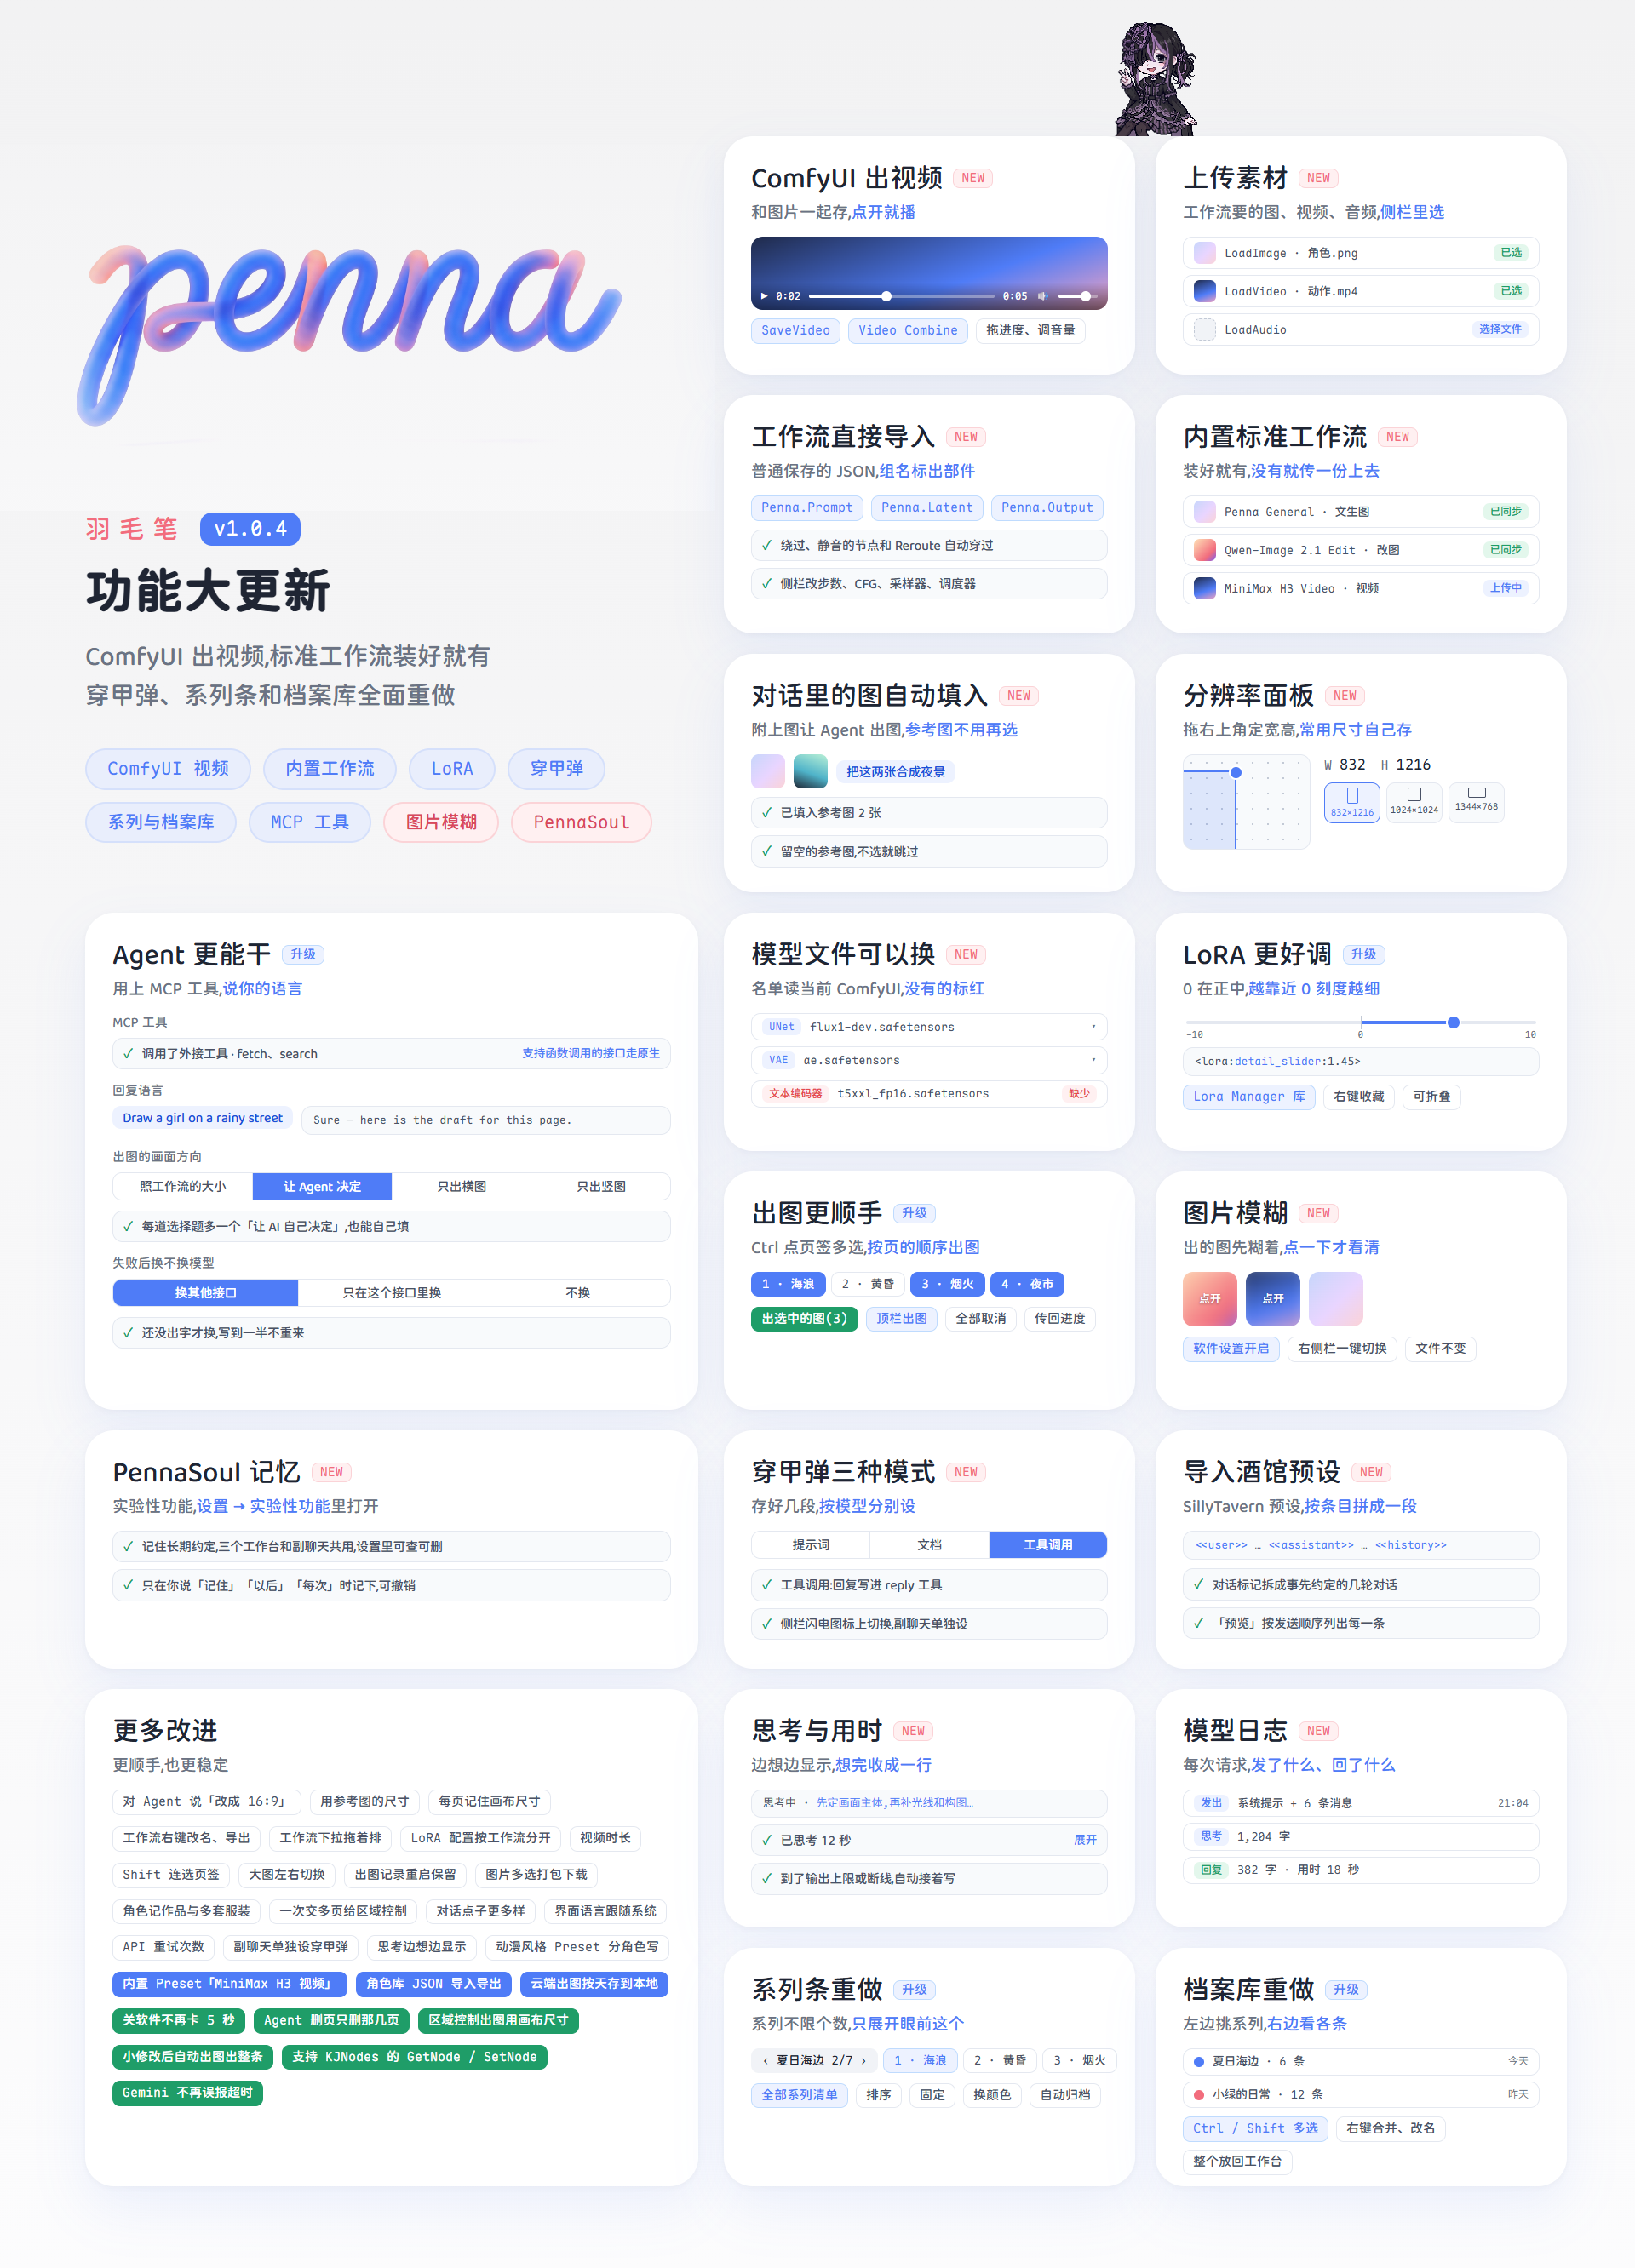 penna
羽毛笔 v1.0.4
功能大更新
ComfyUI 出视频,标准工作流装好就有
穿甲弹、系列条和档案库全面重做
ComfyUI 视频 内置工作流 LoRA 穿甲弹
系列与档案库 MCP 工具 图片模糊 PennaSoul
ComfyUI 出视频 NEW
和图片一起存,点开就播
0:02 0:05
SaveVideo Video Combine 拖进度、调音量
上传素材 NEW
工作流要的图、视频、音频,侧栏里选
LoadImage · 角色.png 已选
LoadVideo · 动作.mp4 已选
LoadAudio 选择文件
工作流直接导入 NEW
普通保存的 JSON,组名标出部件
Penna.Prompt Penna.Latent Penna.Output
✓ 绕过、静音的节点和 Reroute 自动穿过
✓ 侧栏改步数、CFG、采样器、调度器
内置标准工作流 NEW
装好就有,没有就传一份上去
Penna General · 文生图 已同步
Qwen-Image 2.1 Edit · 改图 已同步
MiniMax H3 Video · 视频 上传中
对话里的图自动填入 NEW
附上图让 Agent 出图,参考图不用再选
把这两张合成夜景
✓ 已填入参考图 2 张
✓ 留空的参考图,不选就跳过
分辨率面板 NEW
拖右上角定宽高,常用尺寸自己存
W 832 H 1216
832×1216 1024×1024 1344×768
Agent 更能干 升级
用上 MCP 工具,说你的语言
MCP 工具
✓ 调用了外接工具 · fetch、search 支持函数调用的接口走原生
回复语言
Draw a girl on a rainy street Sure — here is the draft for this page.
出图的画面方向
照工作流的大小 让 Agent 决定 只出横图 只出竖图
✓ 每道选择题多一个「让 AI 自己决定」,也能自己填
失败后换不换模型
换其他接口 只在这个接口里换 不换
✓ 还没出字才换,写到一半不重来
模型文件可以换 NEW
名单读当前 ComfyUI,没有的标红
UNet flux1-dev.safetensors
VAE ae.safetensors
文本编码器 t5xxl_fp16.safetensors 缺少
LoRA 更好调 升级
0 在正中,越靠近 0 刻度越细
-10 0 10
<lora:detail_slider:1.45>
Lora Manager 库 右键收藏 可折叠
出图更顺手 升级
Ctrl 点页签多选,按页的顺序出图
1 · 海浪 2 · 黄昏 3 · 烟火 4 · 夜市
出选中的图(3) 顶栏出图 全部取消 传回进度
图片模糊 NEW
出的图先糊着,点一下才看清
点开 点开
软件设置开启 右侧栏一键切换 文件不变
PennaSoul 记忆 NEW
实验性功能,设置 → 实验性功能里打开
✓ 记住长期约定,三个工作台和副聊天共用,设置里可查可删
✓ 只在你说「记住」「以后」「每次」时记下,可撤销
穿甲弹三种模式 NEW
存好几段,按模型分别设
提示词 文档 工具调用
✓ 工具调用:回复写进 reply 工具
✓ 侧栏闪电图标上切换,副聊天单独设
导入酒馆预设 NEW
SillyTavern 预设,按条目拼成一段
<<user>> … <<assistant>> … <<history>>
✓ 对话标记拆成事先约定的几轮对话
✓ 「预览」按发送顺序列出每一条
更多改进
更顺手,也更稳定
对 Agent 说「改成 16:9」 用参考图的尺寸 每页记住画布尺寸
工作流右键改名、导出 工作流下拉拖着排 LoRA 配置按工作流分开 视频时长
Shift 连选页签 大图左右切换 出图记录重启保留 图片多选打包下载
角色记作品与多套服装 一次交多页给区域控制 对话点子更多样 界面语言跟随系统
API 重试次数 副聊天单独设穿甲弹 思考边想边显示 动漫风格 Preset 分角色写
内置 Preset「MiniMax H3 视频」 角色库 JSON 导入导出 云端出图按天存到本地
关软件不再卡 5 秒 Agent 删页只删那几页 区域控制出图用画布尺寸
小修改后自动出图出整条 支持 KJNodes 的 GetNode / SetNode
Gemini 不再误报超时
思考与用时 NEW
边想边显示,想完收成一行
思考中 · 先定画面主体,再补光线和构图…
✓ 已思考 12 秒 展开
✓ 到了输出上限或断线,自动接着写
模型日志 NEW
每次请求,发了什么、回了什么
发出 系统提示 + 6 条消息 21:04
思考 1,204 字
回复 382 字 · 用时 18 秒
系列条重做 升级
系列不限个数,只展开眼前这个
‹ 夏日海边 2/7 › 1 · 海浪 2 · 黄昏 3 · 烟火
全部系列清单 排序 固定 换颜色 自动归档
档案库重做 升级
左边挑系列,右边看各条
夏日海边 · 6 条 今天
小绿的日常 · 12 条 昨天
Ctrl / Shift 多选 右键合并、改名
整个放回工作台